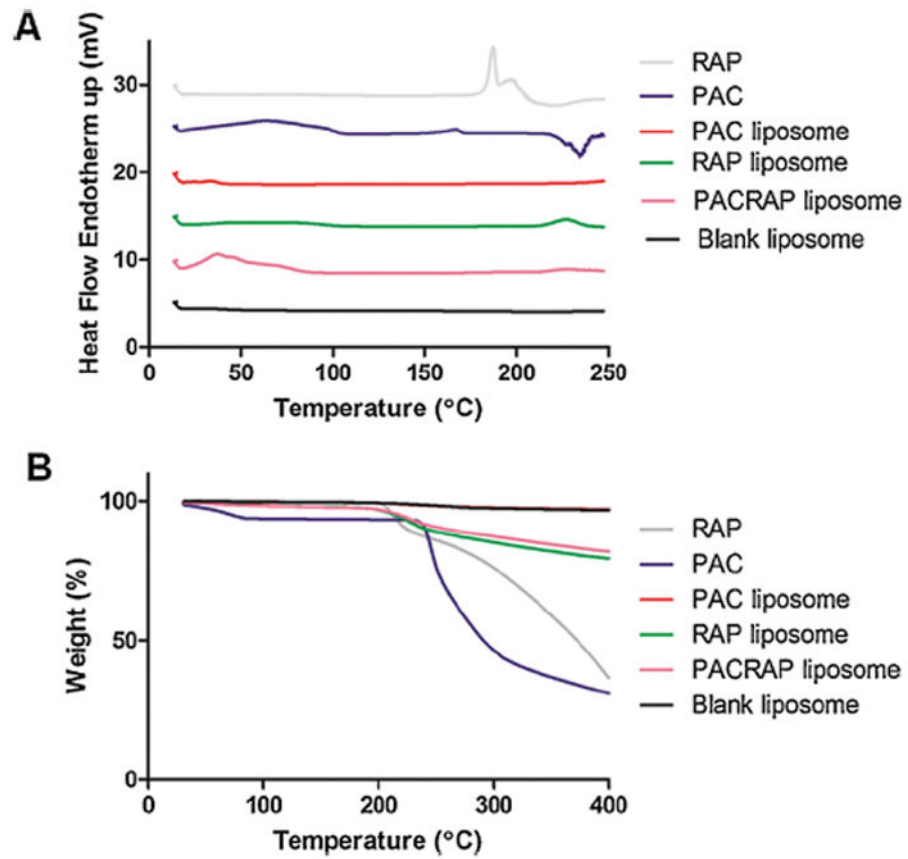 A
Heat Flow Endotherm up (mV)
30
20
10
0
0 50 100 150 200 250
Temperature (°C)
RAP
PAC
PAC liposome
RAP liposome
PACRAP liposome
Blank liposome
B
Weight (%)
100
50
0
0 100 200 300 400
Temperature (°C)
RAP
PAC
PAC liposome
RAP liposome
PACRAP liposome
Blank liposome